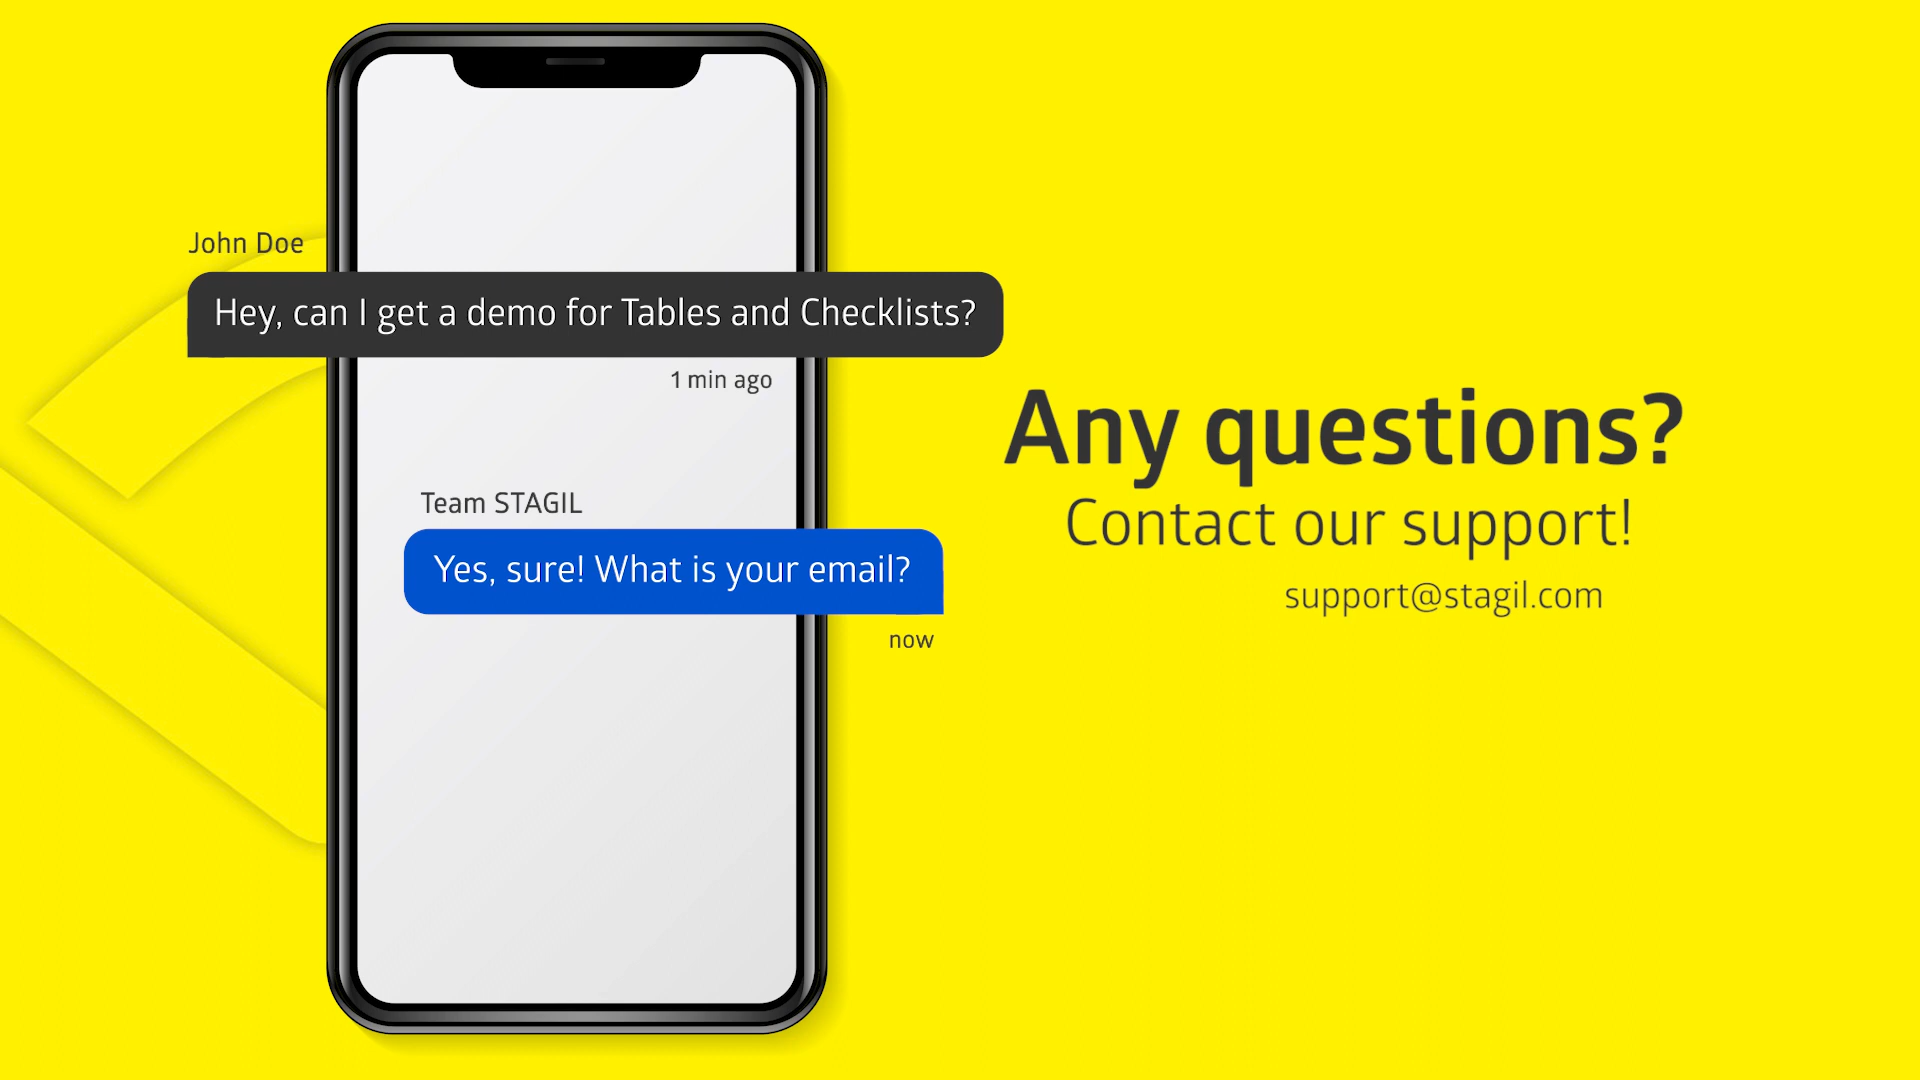 John Doe
Hey, can I get a demo for Tables and Checklists?
1 min ago
Team STAGIL
Yes, sure! What is your email?
now
Any questions?
Contact our support!
support@stagil.com